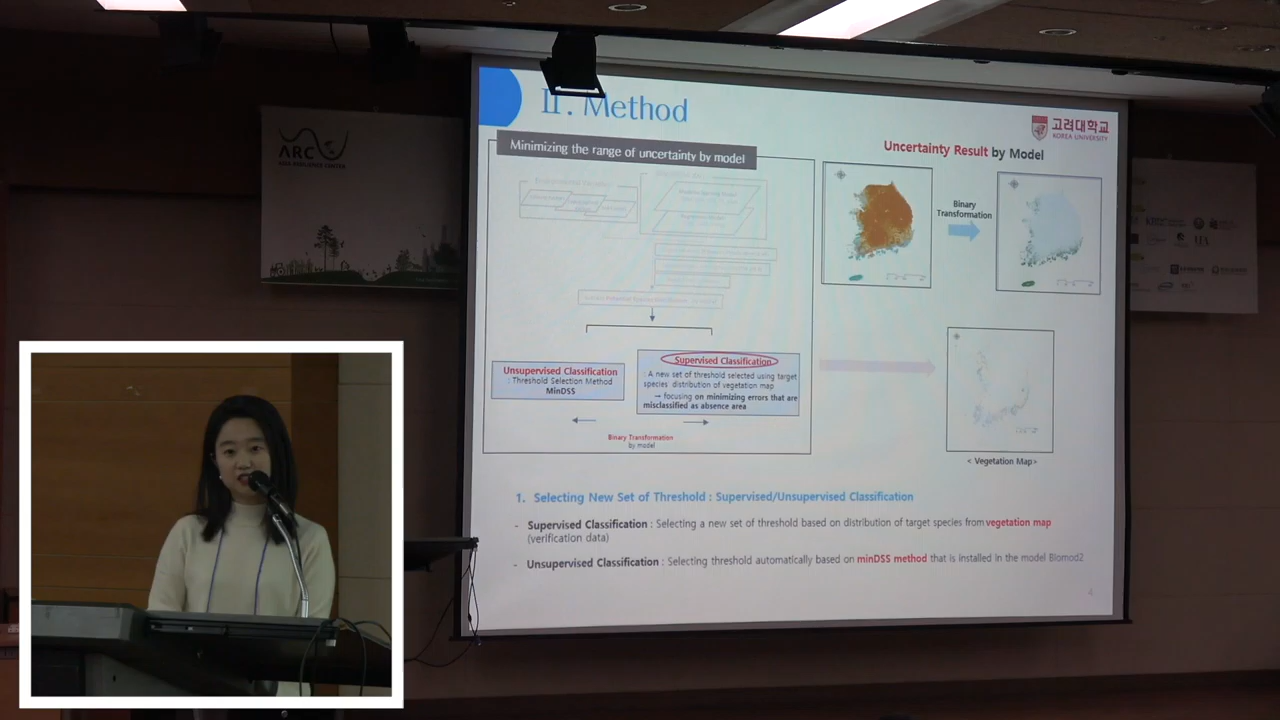 ARC
ASIA RESILIENCE CENTER
II. Method
고려대학교
KOREA UNIVERSITY
Minimizing the range of uncertainty by model
Uncertainty Result by Model
Binary
Transformation
Unsupervised Classification
: Threshold Selection Method
MinDSS
Supervised Classification
: A new set of threshold selected using target
species distribution of vegetation map
→ focusing on minimizing errors that are
misclassified as absence area
Binary Transformation
by model
< Vegetation Map>
1. Selecting New Set of Threshold : Supervised/Unsupervised Classification
- Supervised Classification : Selecting a new set of threshold based on distribution of target species from vegetation map
(verification data)
- Unsupervised Classification : Selecting threshold automatically based on minDSS method that is installed in the model Biomod2
4